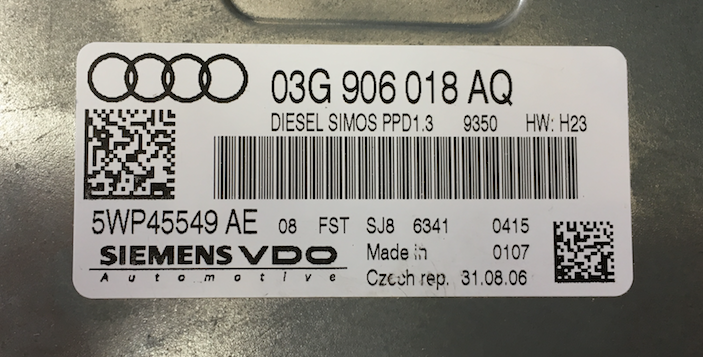 03G 906 018 AQ
DIESEL SIMOS PPD1.3 9350 HW: H23
5WP45549 AE 08 FST SJ8 6341 0415
SIEMENS VDO Made in 0107
Automotive Czech rep. 31.08.06